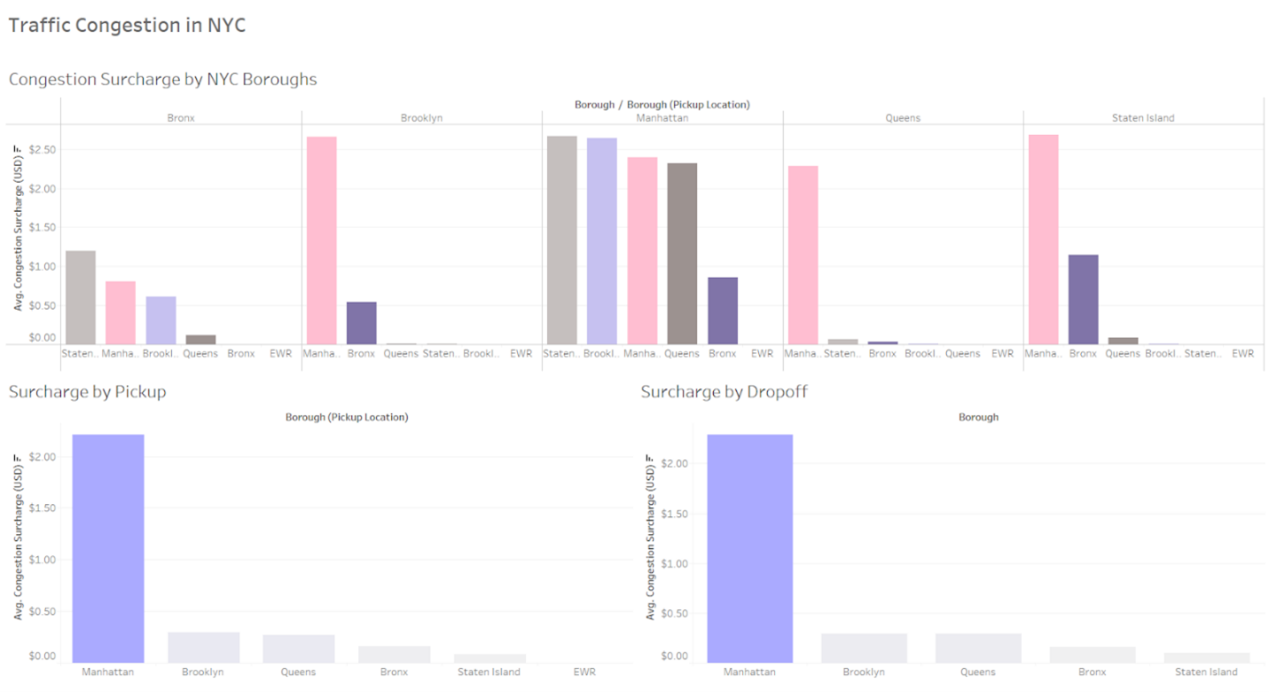 Traffic Congestion in NYC
Congestion Surcharge by NYC Boroughs
Borough / Borough (Pickup Location)
Bronx Brooklyn Manhattan Queens Staten Island
Avg. Congestion Surcharge (USD)
$2.50
$2.00
$1.50
$1.00
$0.50
$0.00
Staten.. Manha.. Brookl.. Queens Bronx EWR Manha.. Bronx Queens Staten.. Brookl.. EWR Staten.. Brookl.. Manha.. Queens Bronx EWR Manha.. Staten.. Bronx Brookl.. Queens EWR Manha.. Bronx Queens Brookl.. Staten.. EWR
Surcharge by Pickup
Borough (Pickup Location)
Avg. Congestion Surcharge (USD)
$2.00
$1.50
$1.00
$0.50
$0.00
Manhattan Brooklyn Queens Bronx Staten Island EWR
Surcharge by Dropoff
Borough
Avg. Congestion Surcharge (USD)
$2.00
$1.50
$1.00
$0.50
$0.00
Manhattan Brooklyn Queens Bronx Staten Island